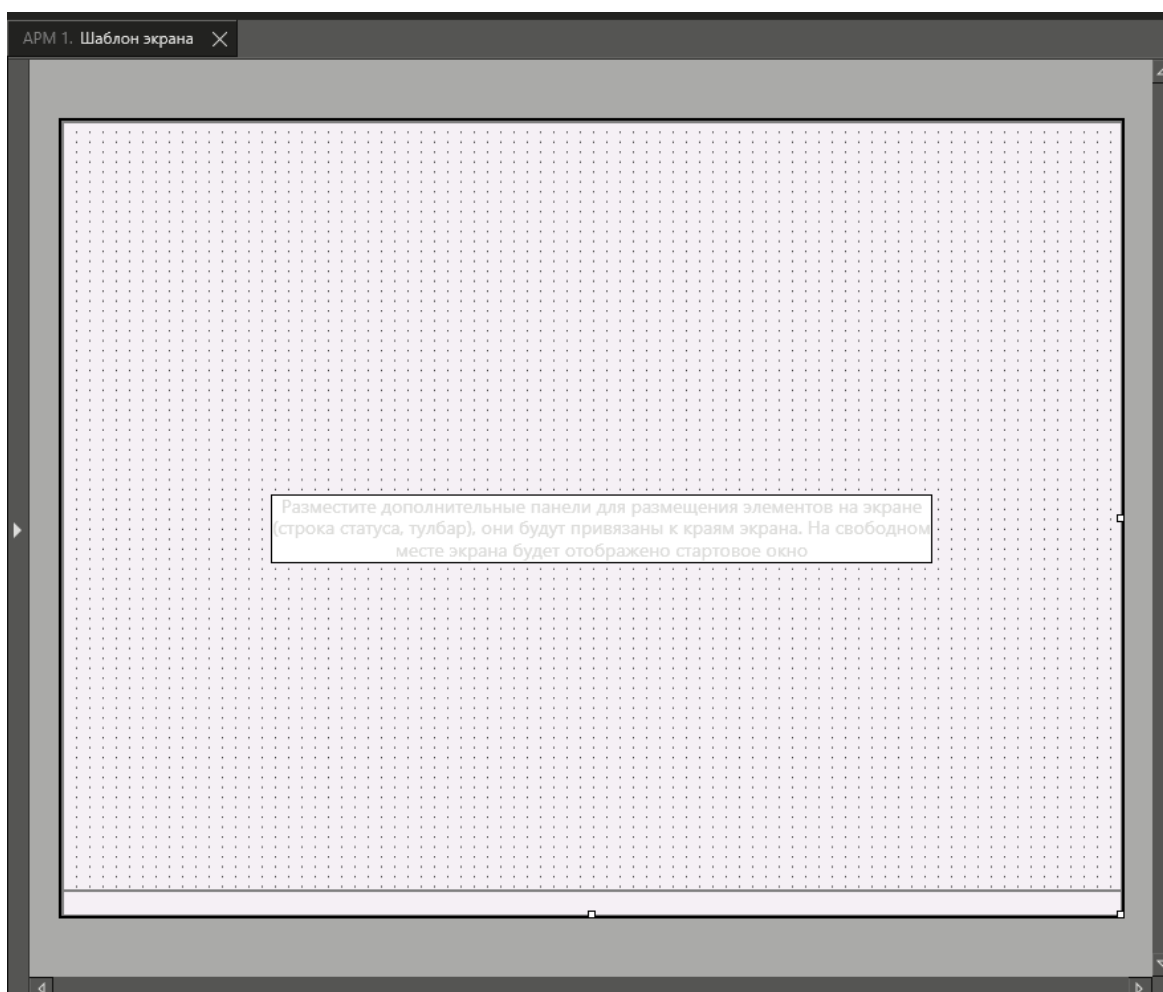 АРМ 1. Шаблон экрана
Разместите дополнительные панели для размещения элементов на экране
(строка статуса, тулбар), они будут привязаны к краям экрана. На свободном
месте экрана будет отображено стартовое окно